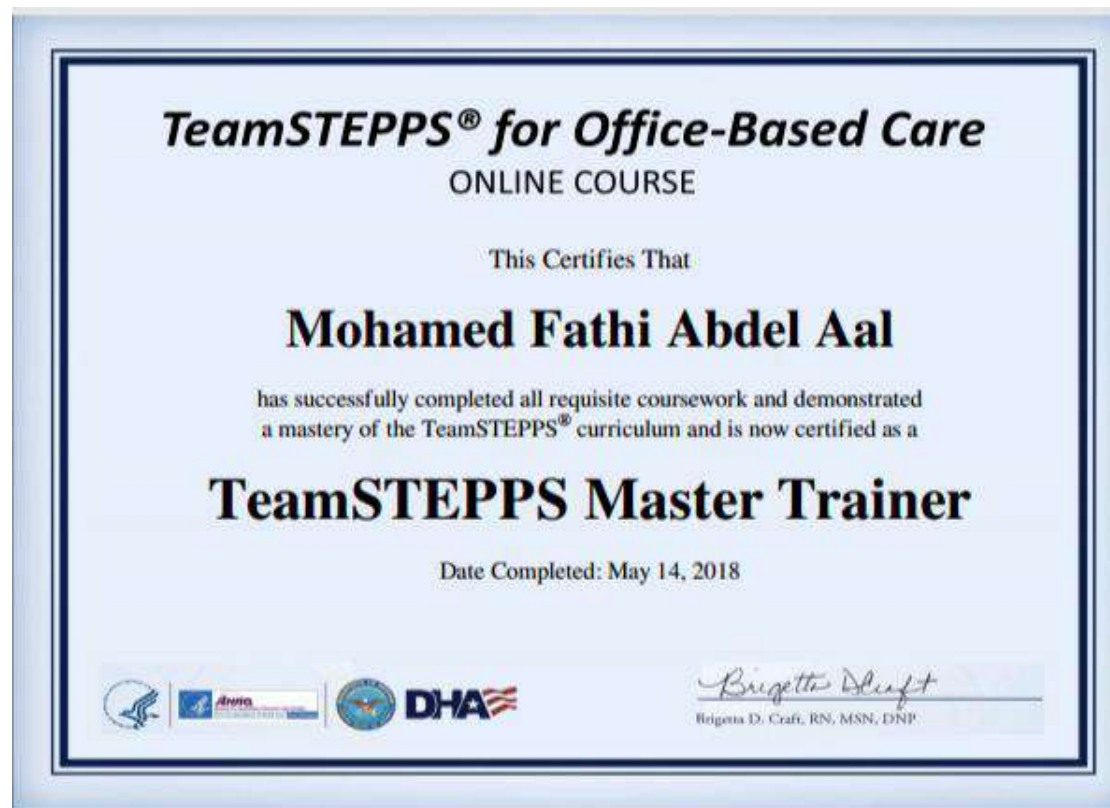 TeamSTEPPS® for Office-Based Care
ONLINE COURSE
This Certifies That
Mohamed Fathi Abdel Aal
has successfully completed all requisite coursework and demonstrated
a mastery of the TeamSTEPPS® curriculum and is now certified as a
TeamSTEPPS Master Trainer
Date Completed: May 14, 2018
AHRQ
DHA
Brigetta D. Craft, RN, MSN, DNP